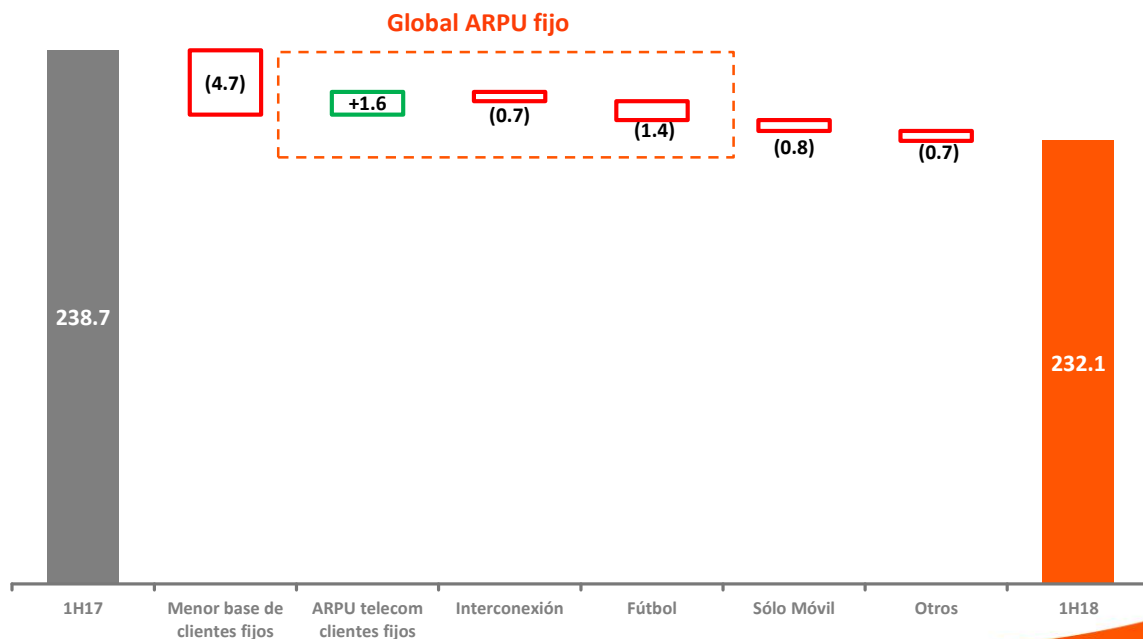 Global ARPU fijo
(4.7)
+1.6
(0.7)
(1.4)
(0.8)
(0.7)
238.7
232.1
1H17
Menor base de
clientes fijos
ARPU telecom
clientes fijos
Interconexión
Fútbol
Sólo Móvil
Otros
1H18